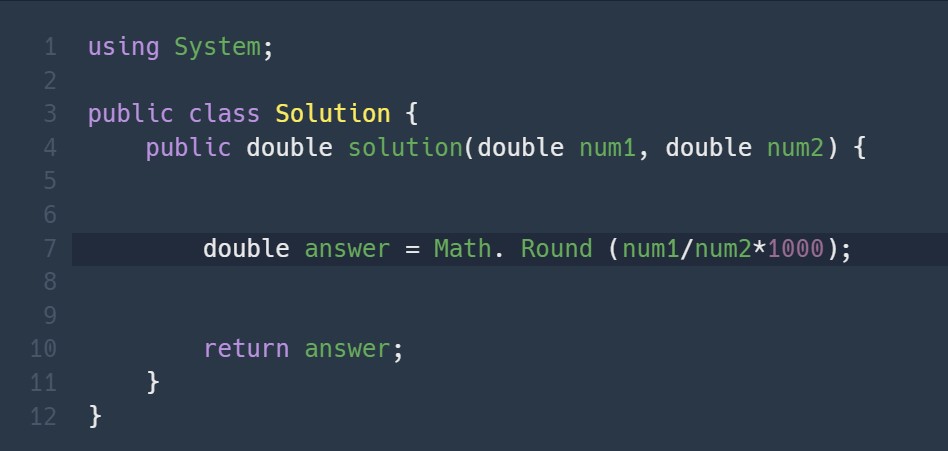 1 using System;
2
3 public class Solution {
4     public double solution(double num1, double num2) {
5
6
7         double answer = Math. Round (num1/num2*1000);
8
9
10         return answer;
11     }
12 }